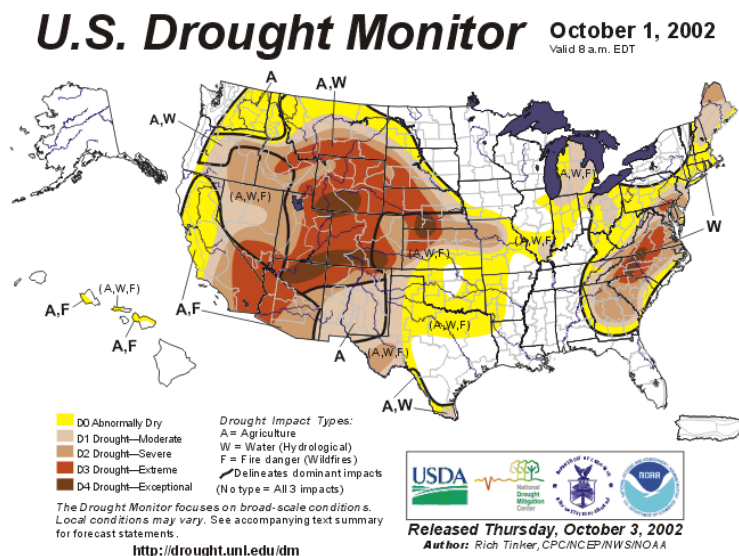 U.S. Drought Monitor
October 1, 2002
Valid 8 a.m. EDT
A
A,W
A,W
(A,W,F)
A,W,F
W
(A,W,F)
(A,W,F)
(A,W,F)
A,F
A,F
A,F
(A,W,F)
A
(A,W,F)
A,W
D0 Abnormally Dry
D1 Drought—Moderate
D2 Drought—Severe
D3 Drought—Extreme
D4 Drought—Exceptional
Drought Impact Types:
A = Agriculture
W = Water (Hydrological)
F = Fire danger (Wildfires)
Delineates dominant impacts
(No type = All 3 impacts)
The Drought Monitor focuses on broad-scale conditions.
Local conditions may vary. See accompanying text summary
for forecast statements.
http://drought.unl.edu/dm
USDA
National
Drought
Mitigation
Center
NOAA
Released Thursday, October 3, 2002
Author: Rich Tinker, CPC/NCEP/NWS/NOAA